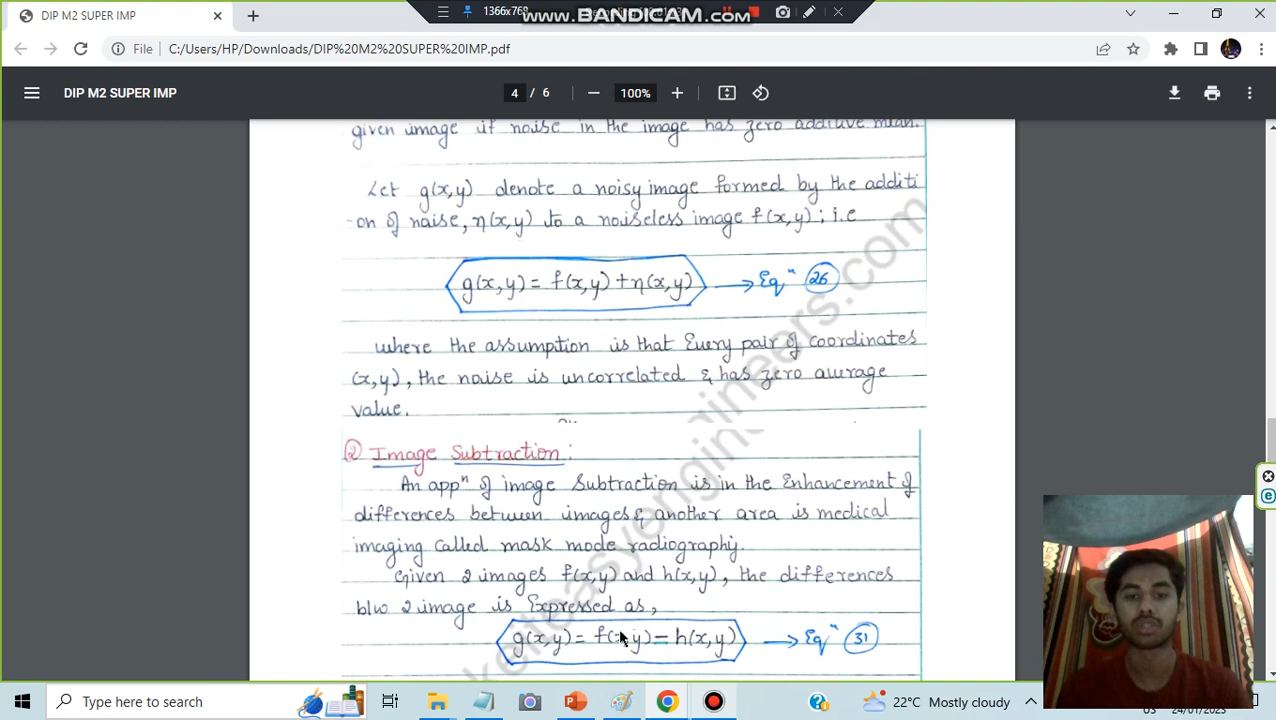 DIP M2 SUPER IMP
1366x768
www.BANDICAM.com
File C:/Users/HP/Downloads/DIP%20M2%20SUPER%20IMP.pdf
DIP M2 SUPER IMP 4 / 6 100%
given image if noise in the image has zero additive mean.
Let g(x,y) denote a noisy image formed by the additi
-on of noise, η(x,y) to a noiseless image f(x,y); i.e
g(x,y) = f(x,y) + η(x,y) → Eqⁿ 26
where the assumption is that Every pair of coordinates
(x,y), the noise is uncorrelated & has zero average
value.
② Image Subtraction:
An appⁿ of image Subtraction is in the Enhancement of
differences between images & another area is medical
imaging called mask mode radiography.
Given 2 images f(x,y) and h(x,y), the differences
b/w 2 image is Expressed as,
g(x,y) = f(x,y) - h(x,y) → Eqⁿ 31
Type here to search
22°C Mostly cloudy
24/01/2023